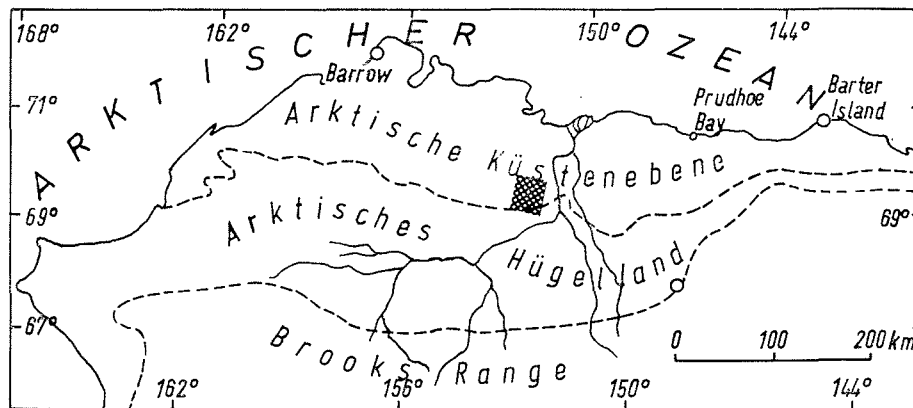 168° 162° 150° 144°
ARKTISCHER OZEAN
Barrow
71°
Prudhoe Bay
Barter Island
Arktische Küstenebene
69° 69°
Arktisches Hügelland
67°
Brooks Range
0 100 200 km
162° 156° 150° 144°